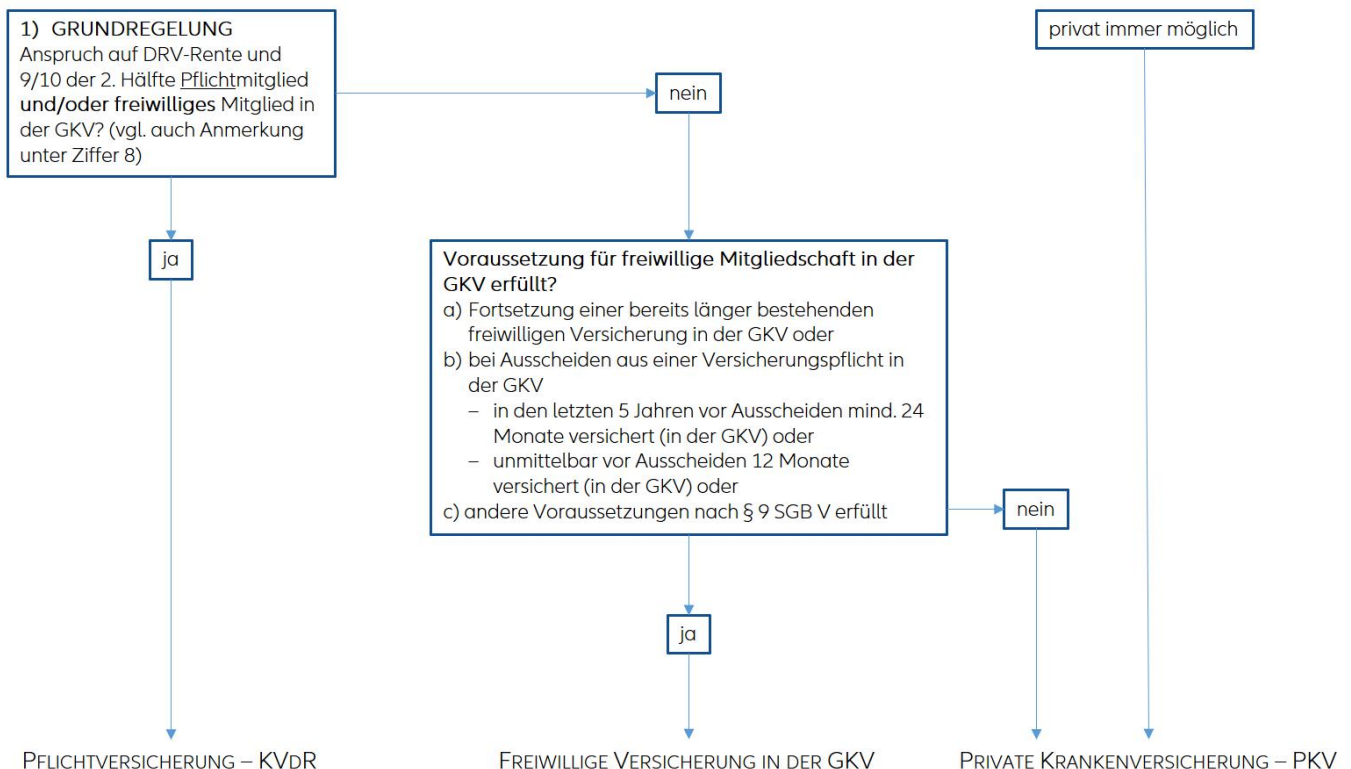 1) GRUNDREGELUNG
Anspruch auf DRV-Rente und
9/10 der 2. Hälfte Pflichtmitglied
und/oder freiwilliges Mitglied in
der GKV? (vgl. auch Anmerkung
unter Ziffer 8)
nein
privat immer möglich
ja
Voraussetzung für freiwillige Mitgliedschaft in der
GKV erfüllt?
a) Fortsetzung einer bereits länger bestehenden
freiwilligen Versicherung in der GKV oder
b) bei Ausscheiden aus einer Versicherungspflicht in
der GKV
– in den letzten 5 Jahren vor Ausscheiden mind. 24
Monate versichert (in der GKV) oder
– unmittelbar vor Ausscheiden 12 Monate
versichert (in der GKV) oder
c) andere Voraussetzungen nach § 9 SGB V erfüllt
nein
ja
PFLICHTVERSICHERUNG – KVDR
FREIWILLIGE VERSICHERUNG IN DER GKV
PRIVATE KRANKENVERSICHERUNG – PKV